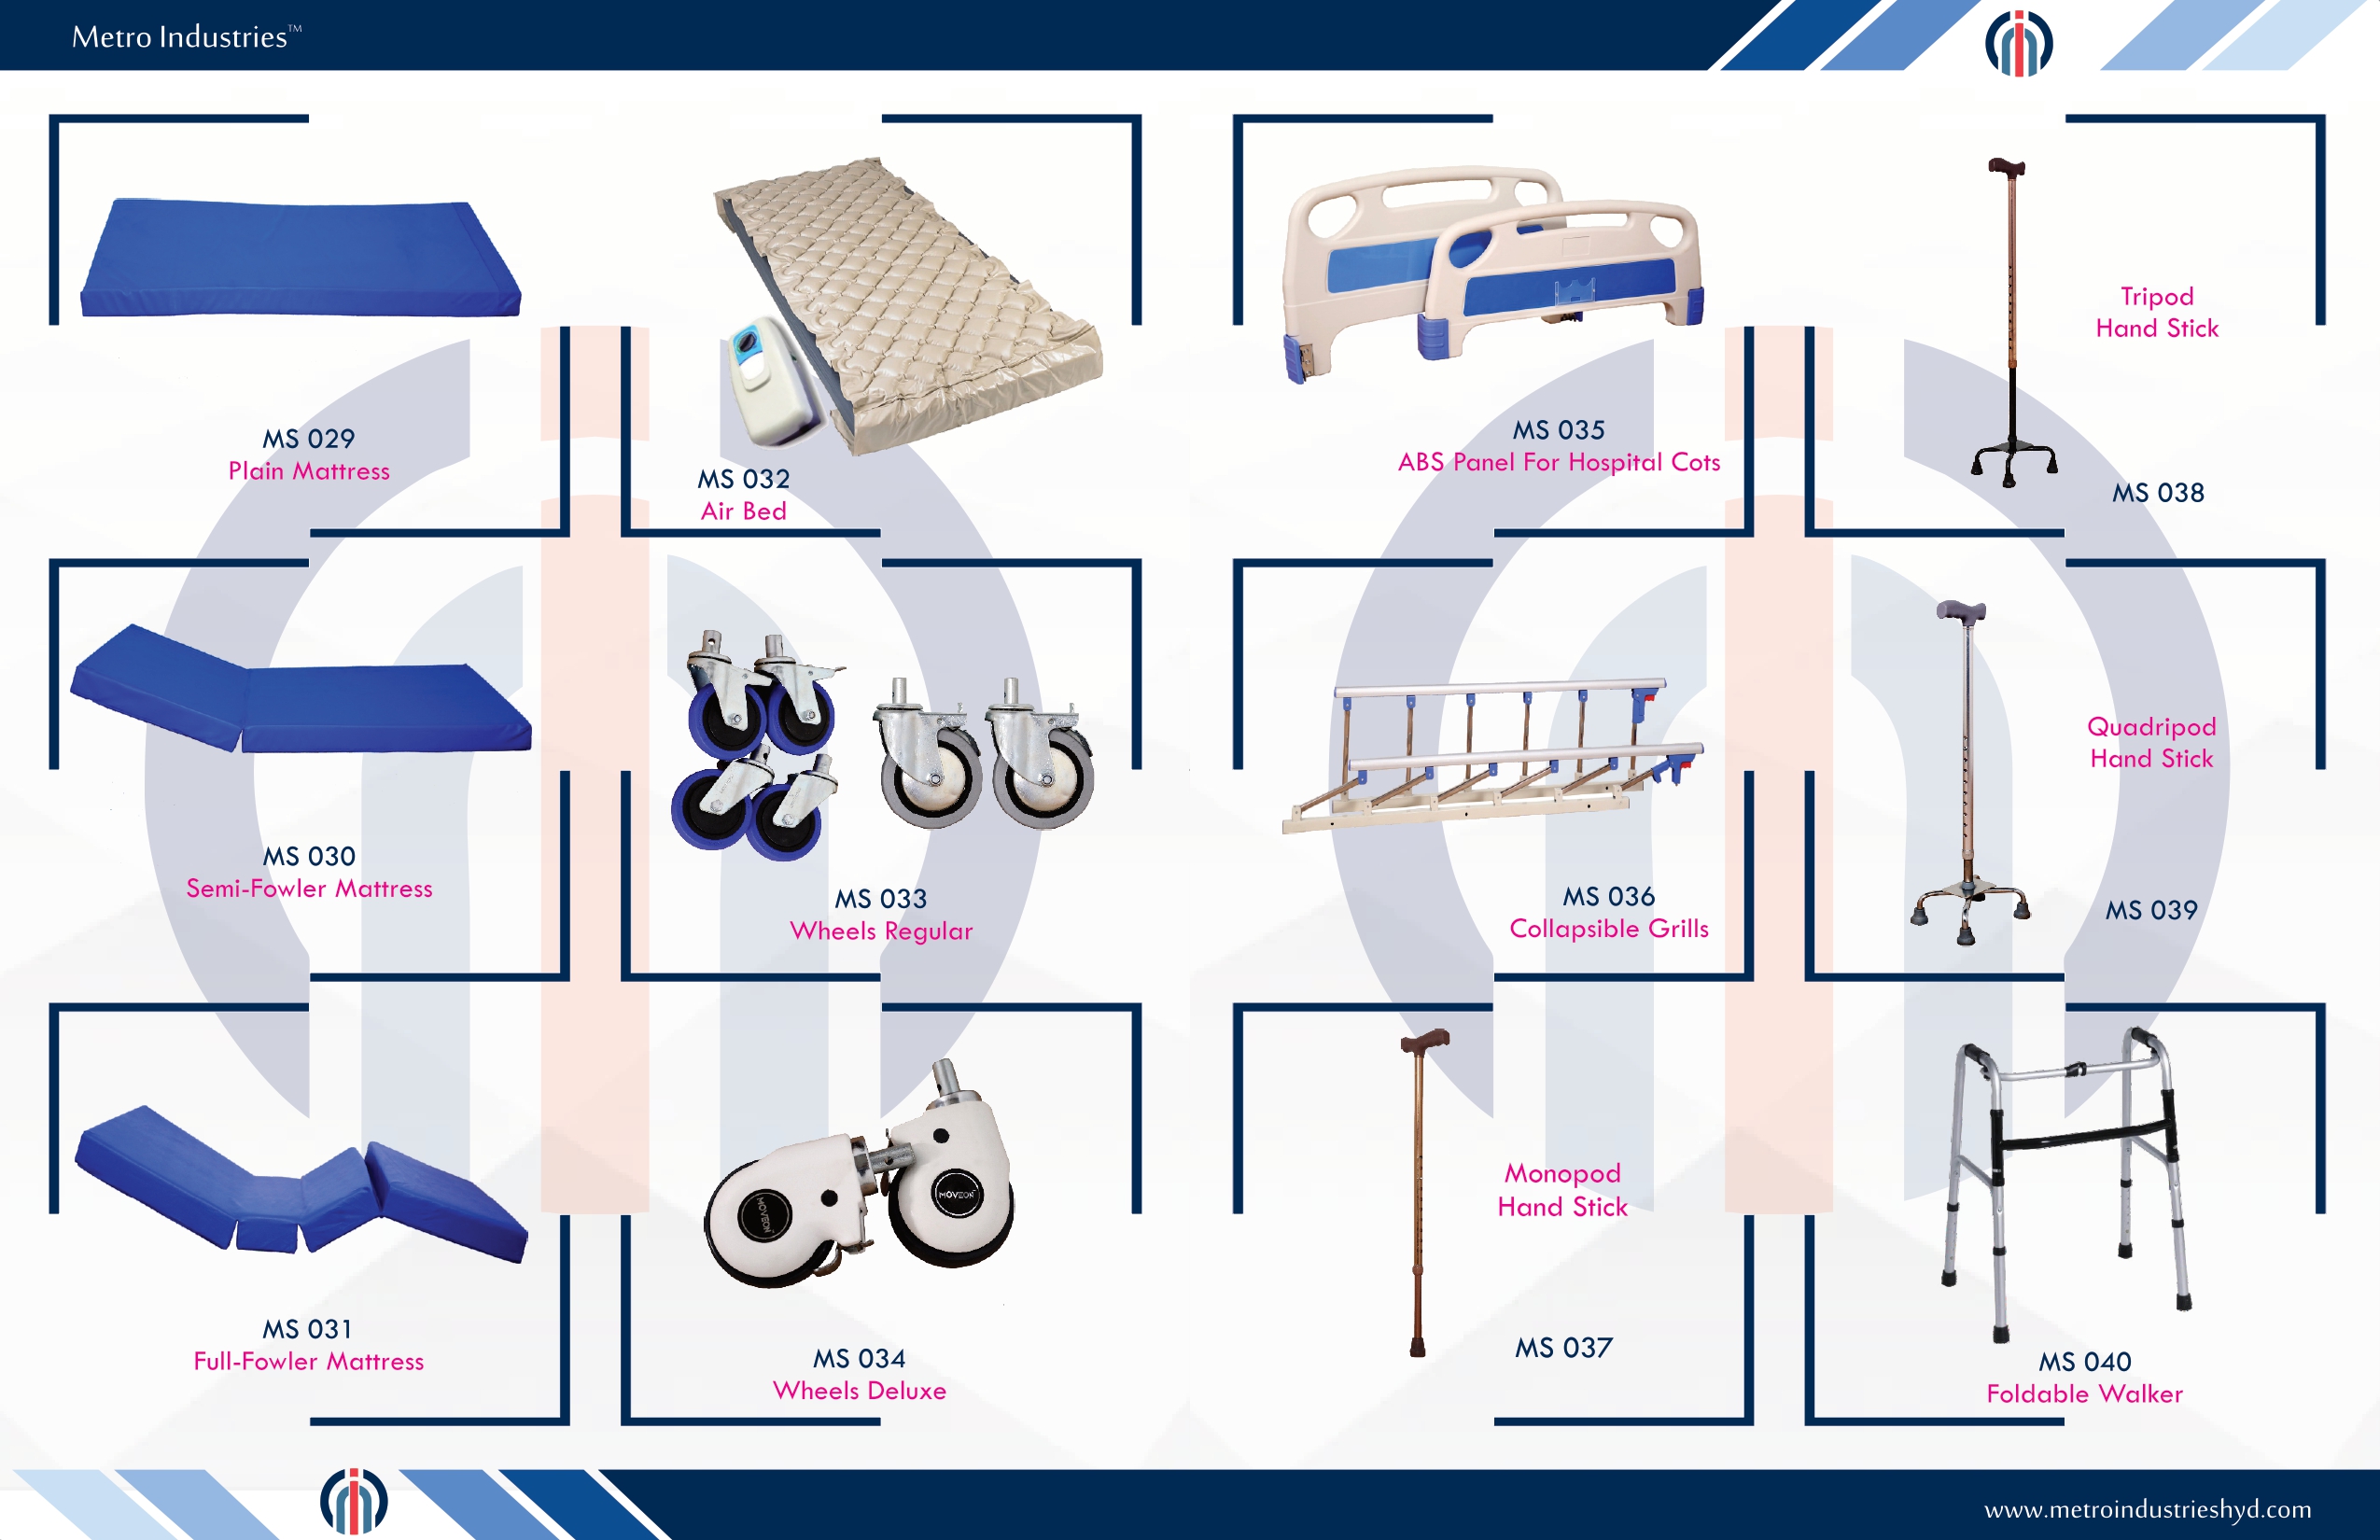 Metro Industries™
MS 029
Plain Mattress
MS 032
Air Bed
MS 035
ABS Panel For Hospital Cots
Tripod
Hand Stick
MS 038
MS 030
Semi-Fowler Mattress
MS 033
Wheels Regular
MS 036
Collapsible Grills
Quadripod
Hand Stick
MS 039
MS 031
Full-Fowler Mattress
MOVEON
MOVEON
MS 034
Wheels Deluxe
Monopod
Hand Stick
MS 037
MS 040
Foldable Walker
www.metroindustrieshyd.com